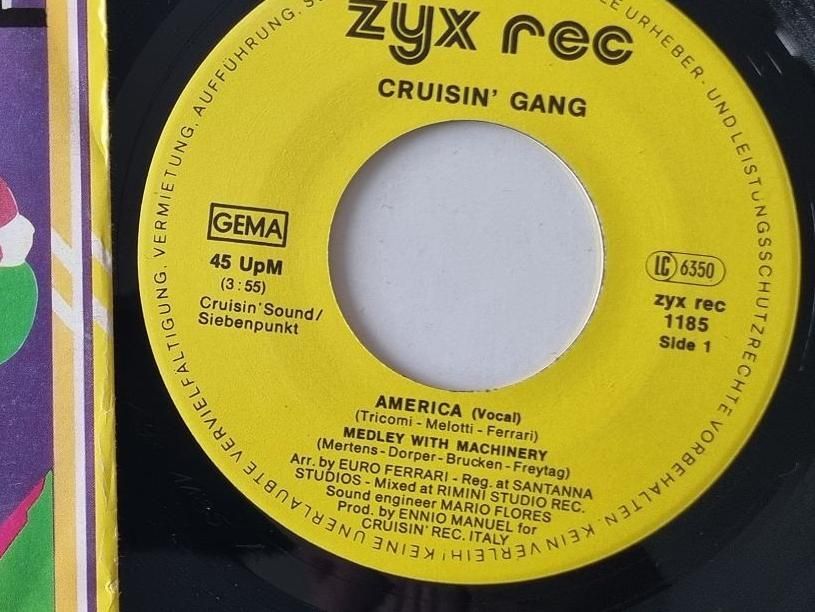 zyx rec
CRUISIN' GANG
GEMA
45 UpM
(3:55)
Cruisin' Sound/
Siebenpunkt
LC 6350
zyx rec
1185
Side 1
AMERICA (Vocal)
(Tricomi - Melotti - Ferrari)
MEDLEY WITH MACHINERY
(Mertens - Dorper - Brucken - Freytag)
Arr. by EURO FERRARI - Reg. at SANTANNA
STUDIOS - Mixed at RIMINI STUDIO REC.
Sound engineer MARIO FLORES
Prod. by ENNIO MANUEL for
CRUISIN' REC. ITALY
URHEBER- UND LEISTUNGSSCHUTZRECHTE VORBEHALTEN. KEIN VERLEIH! KEINE UNERLAUBTE VERVIELFÄLTIGUNG. VERMIETUNG. AUFFÜHRUNG.